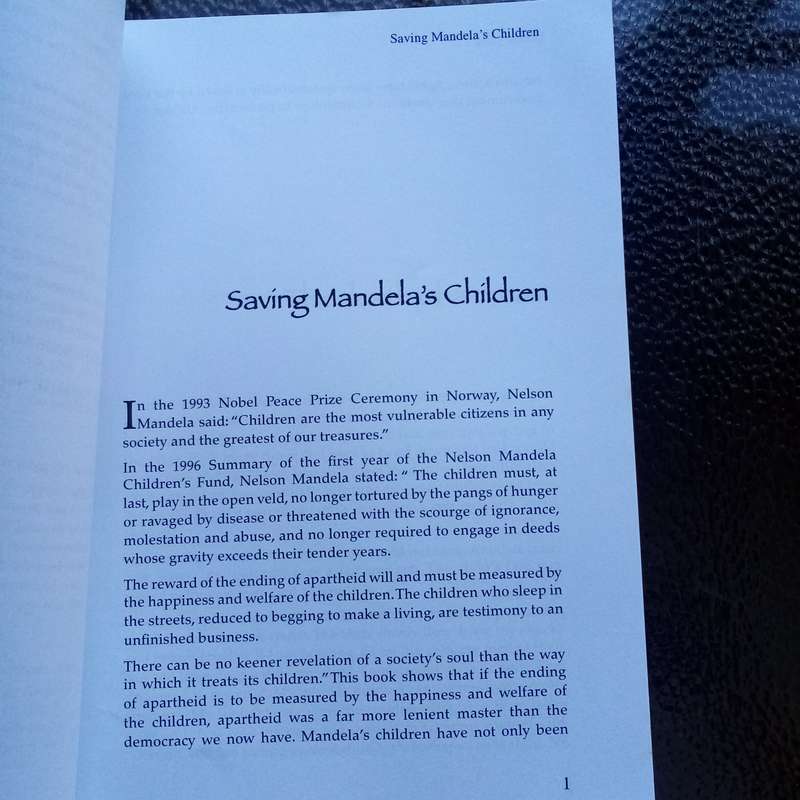 Saving Mandela's Children
Saving Mandela's Children
In the 1993 Nobel Peace Prize Ceremony in Norway, Nelson
Mandela said: “Children are the most vulnerable citizens in any
society and the greatest of our treasures.”
In the 1996 Summary of the first year of the Nelson Mandela
Children's Fund, Nelson Mandela stated: “ The children must, at
last, play in the open veld, no longer tortured by the pangs of hunger
or ravaged by disease or threatened with the scourge of ignorance,
molestation and abuse, and no longer required to engage in deeds
whose gravity exceeds their tender years.
The reward of the ending of apartheid will and must be measured by
the happiness and welfare of the children. The children who sleep in
the streets, reduced to begging to make a living, are testimony to an
unfinished business.
There can be no keener revelation of a society's soul than the way
in which it treats its children.” This book shows that if the ending
of apartheid is to be measured by the happiness and welfare of
the children, apartheid was a far more lenient master than the
democracy we now have. Mandela's children have not only been
1